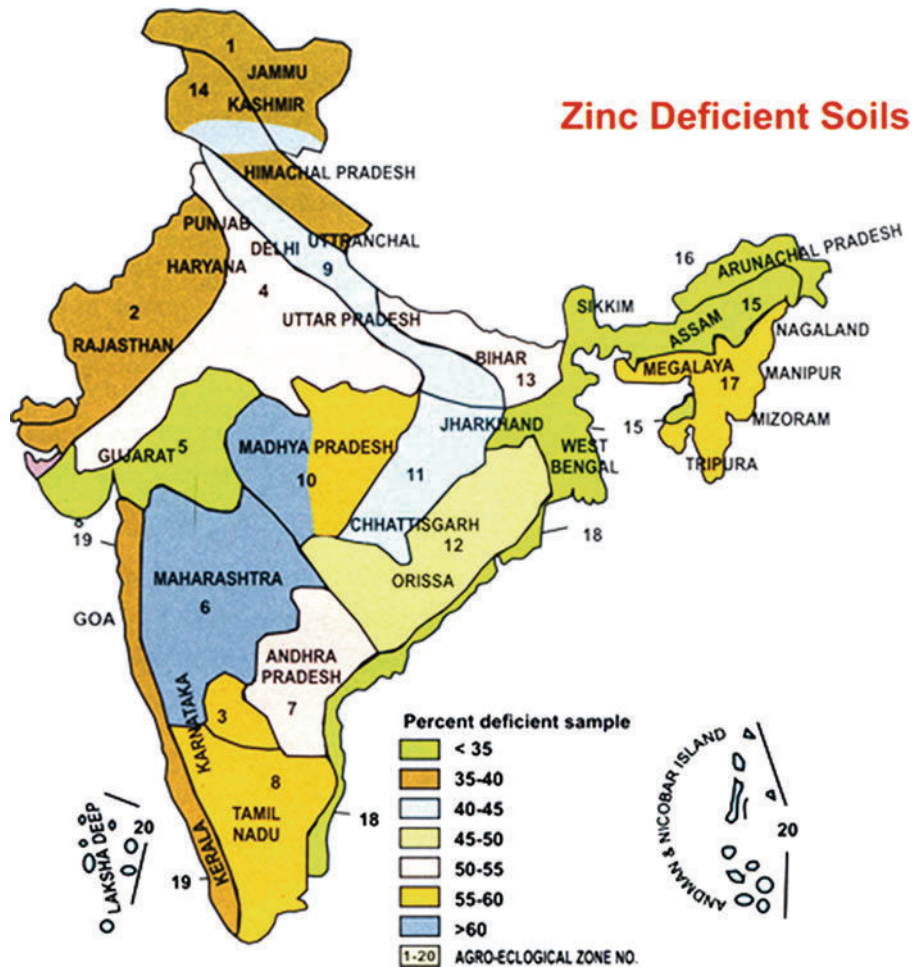 Zinc Deficient Soils
1
JAMMU
14
KASHMIR
HIMACHAL PRADESH
PUNJAB
DELHI
UTTRANCHAL
9
HARYANA
4
2
RAJASTHAN
UTTAR PRADESH
16
ARUNACHAL PRADESH
SIKKIM
15
ASSAM
NAGALAND
BIHAR
13
MEGALAYA
17
MANIPUR
MIZORAM
15
TRIPURA
JHARKHAND
WEST
BENGAL
GUJARAT
5
MADHYA PRADESH
10
11
CHHATTISGARH
12
ORISSA
18
19
MAHARASHTRA
6
GOA
ANDHRA
PRADESH
7
KARNATAKA
3
8
TAMIL
NADU
18
KERALA
19
LAKSHA DEEP
20
Percent deficient sample
< 35
35-40
40-45
45-50
50-55
55-60
>60
1-20 AGRO-ECLOGICAL ZONE NO.
ANDMAN & NICOBAR ISLAND
20